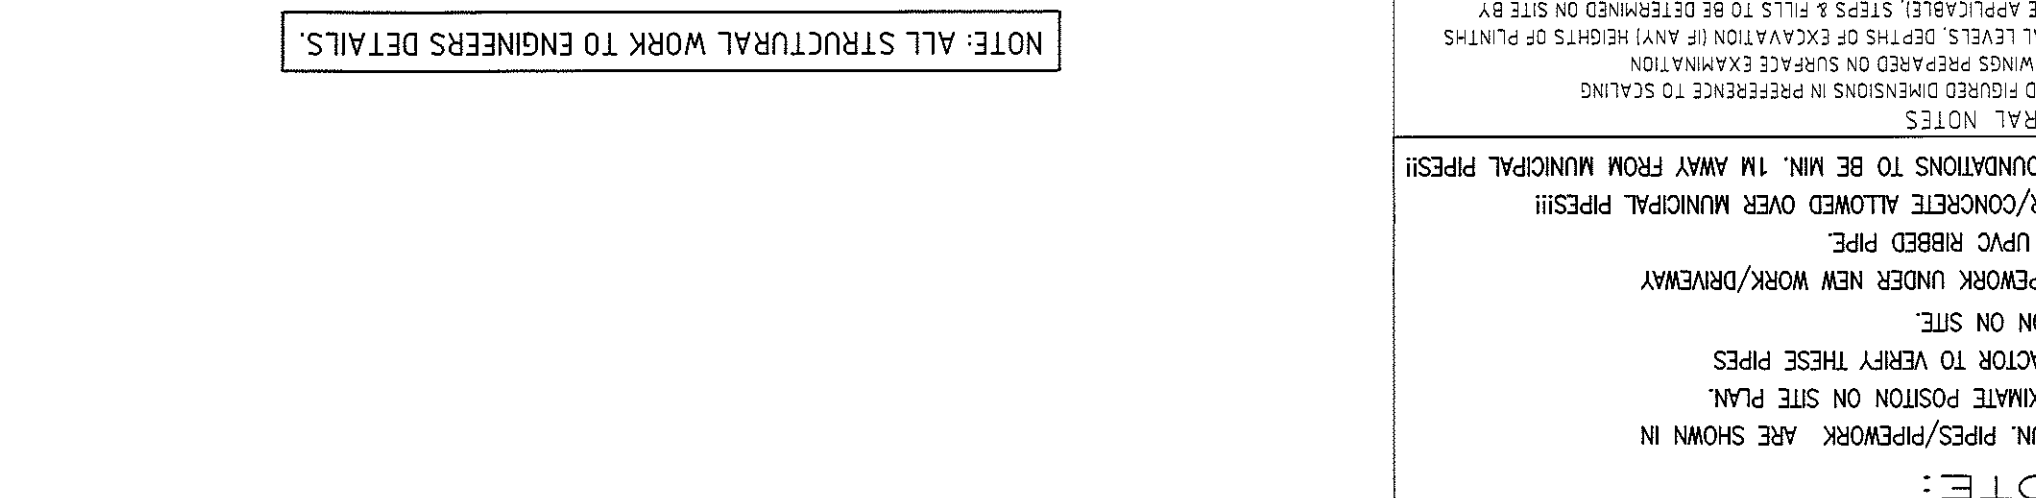 OTE:
UN. PIPES/PIPEWORK ARE SHOWN IN
XIMATE POSITON ON SITE PLAN.
ACTOR TO VERIFY THESE PIPES
ON ON SITE.
PEWORK UNDER NEW WORK/DRIVEWAY
UPVC RIBBED PIPE.
R/CONCRETE ALLOWED OVER MUNICIPAL PIPES!!!
OUNDATIONS TO BE MIN. 1M AWAY FROM MUNICIPAL PIPES!!
RAL NOTES
D FIGURED DIMENSIONS IN PREFERENCE TO SCALING
WINGS PREPARED ON SURFACE EXAMINATION
AL LEVELS, DEPTHS OF EXCAVATION (IF ANY) HEIGHTS OF PLINTHS
E APPLICABLE), STEPS & FILLS TO BE DETERMINED ON SITE BY
NOTE: ALL STRUCTURAL WORK TO ENGINEERS DETAILS.